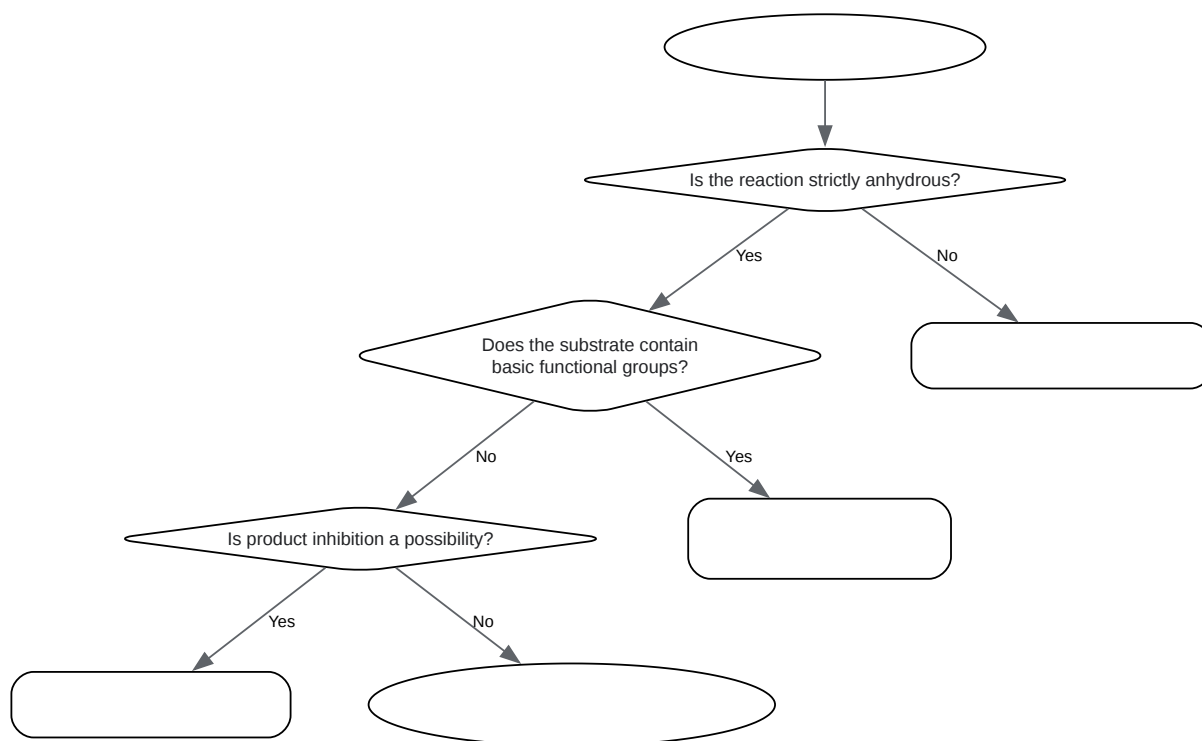 Is the reaction strictly anhydrous?
Yes
No
Does the substrate contain
basic functional groups?
No
Yes
Is product inhibition a possibility?
Yes
No